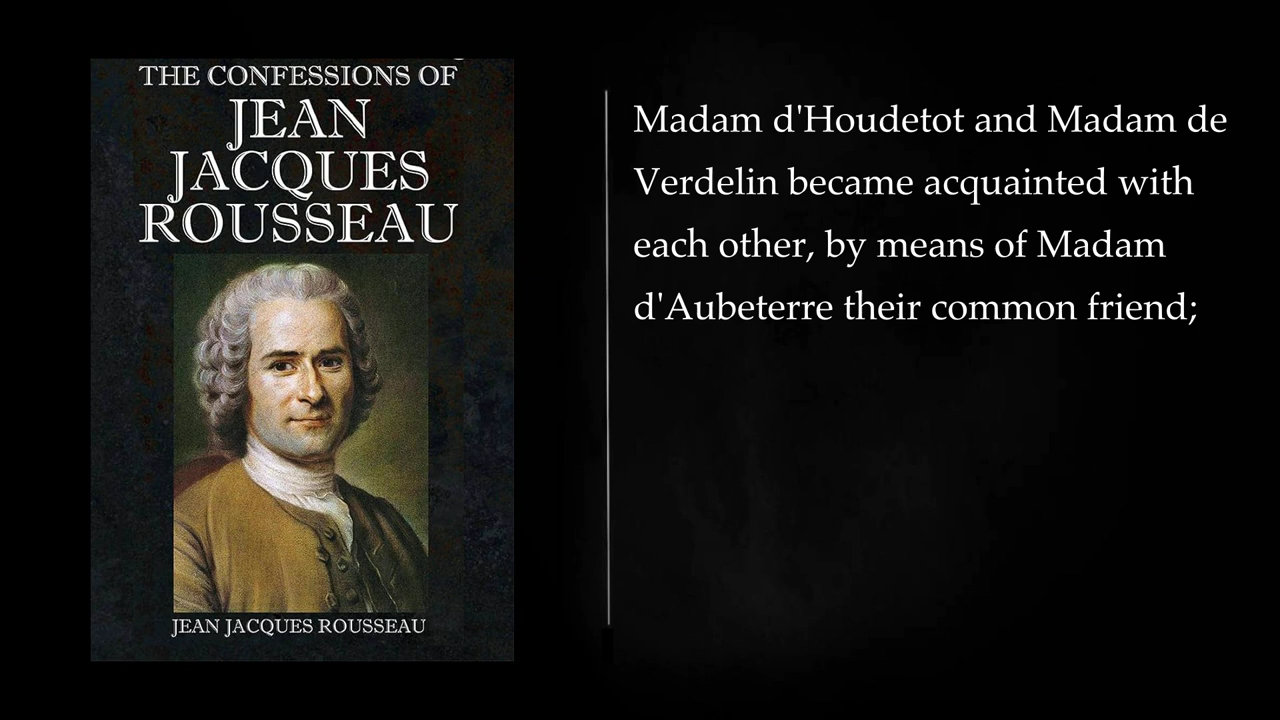 THE CONFESSIONS OF
JEAN
JACQUES
ROUSSEAU
JEAN JACQUES ROUSSEAU
Madam d'Houdetot and Madam de
Verdelin became acquainted with
each other, by means of Madam
d'Aubeterre their common friend;